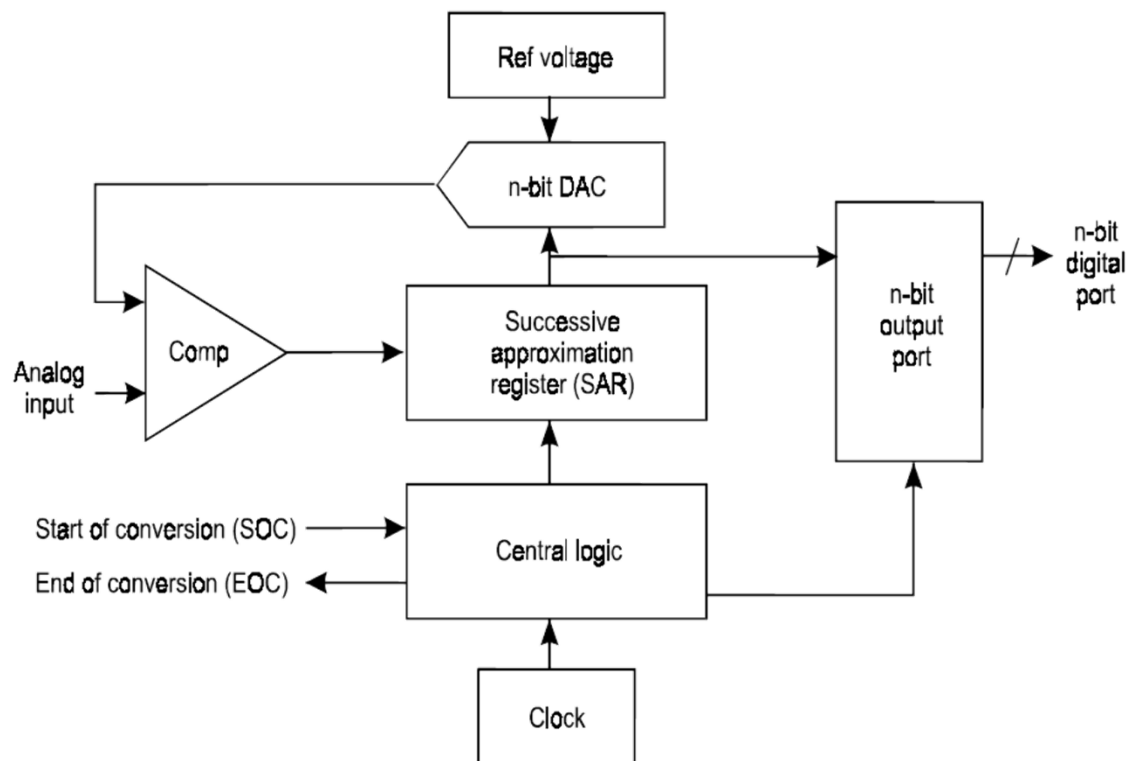 Ref voltage
n-bit DAC
n-bit
digital
port
n-bit
output
port
Successive
approximation
register (SAR)
Comp
Analog
input
Start of conversion (SOC)
End of conversion (EOC)
Central logic
Clock